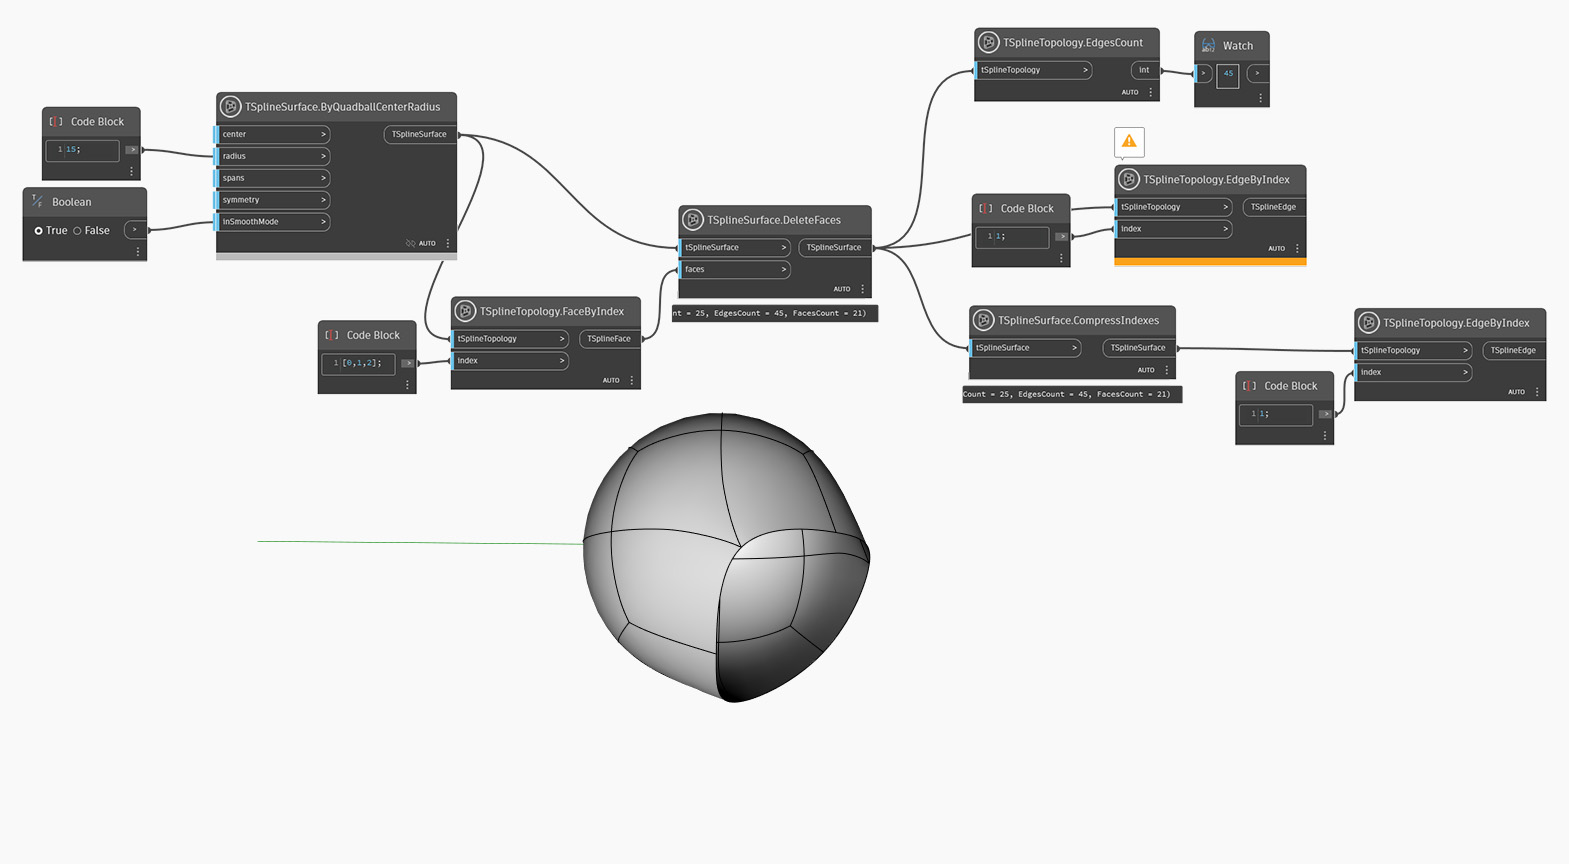 TSplineTopology.EdgesCount
tSplineTopology >
int
AUTO
Watch
>
45
>
TSplineSurface.ByQuadballCenterRadius
center >
radius >
spans >
symmetry >
inSmoothMode >
TSplineSurface
AUTO
Code Block
1 15;
>
Boolean
True False
>
TSplineTopology.EdgeByIndex
tSplineTopology >
index >
TSplineEdge
AUTO
Code Block
1 1;
>
TSplineSurface.DeleteFaces
tSplineSurface >
faces >
TSplineSurface
AUTO
nt = 25, EdgesCount = 45, FacesCount = 21)
TSplineTopology.FaceByIndex
tSplineTopology >
index >
TSplineFace
AUTO
Code Block
1 [0,1,2];
>
TSplineSurface.CompressIndexes
tSplineSurface >
TSplineSurface
AUTO
Count = 25, EdgesCount = 45, FacesCount = 21)
TSplineTopology.EdgeByIndex
tSplineTopology >
index >
TSplineEdge
AUTO
Code Block
1 1;
>